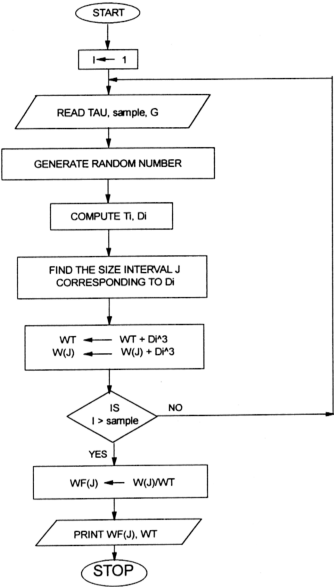 START
I ← 1
READ TAU, sample, G
GENERATE RANDOM NUMBER
COMPUTE Ti, Di
FIND THE SIZE INTERVAL J
CORRESPONDING TO Di
WT ← WT + Di^3
W(J) ← W(J) + Di^3
IS
I > sample
NO
YES
WF(J) ← W(J)/WT
PRINT WF(J), WT
STOP